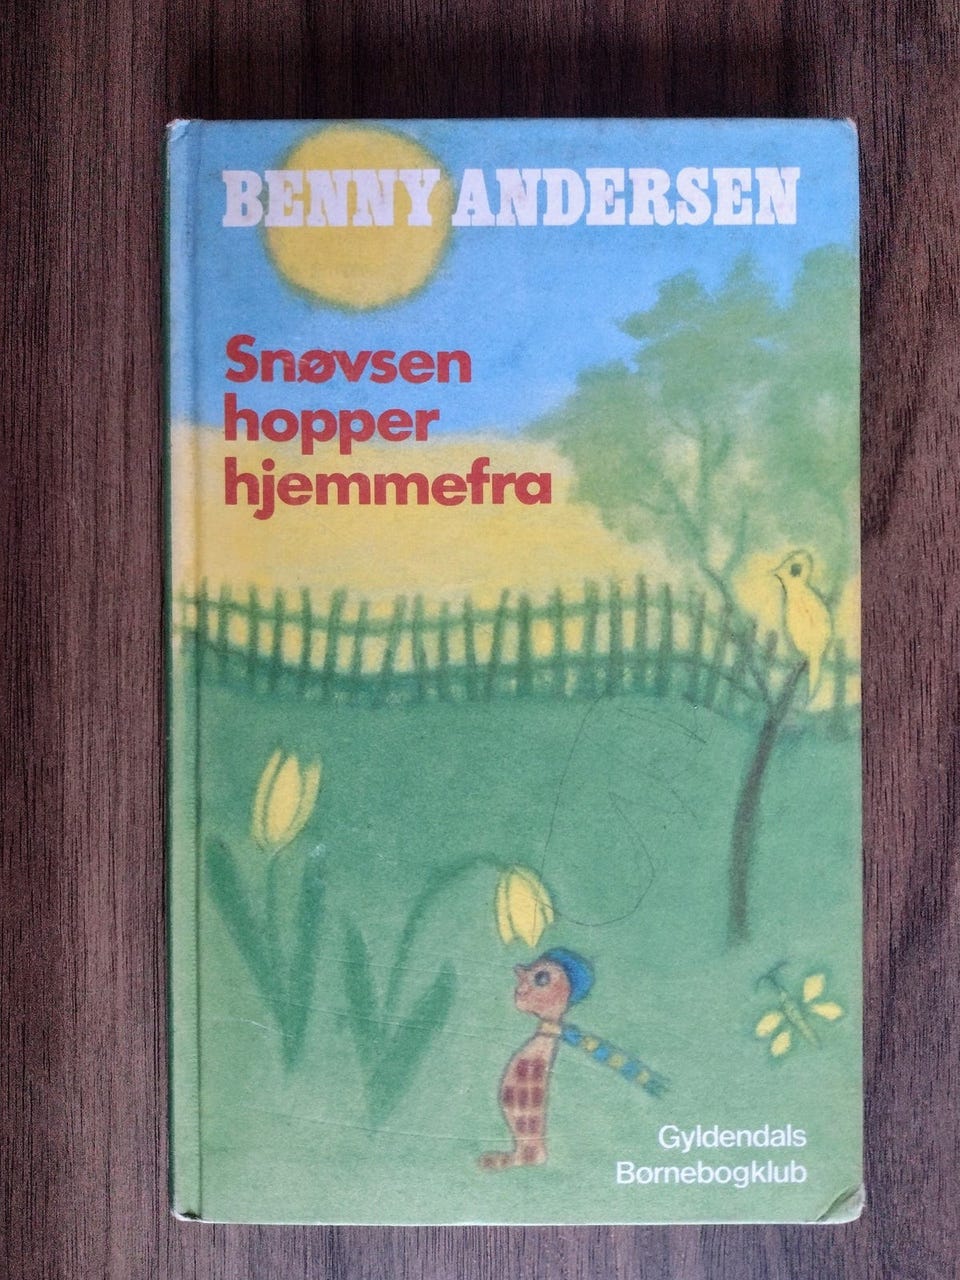 BENNY ANDERSEN
Snøvsen
hopper
hjemmefra
Gyldendals
Børnebogklub